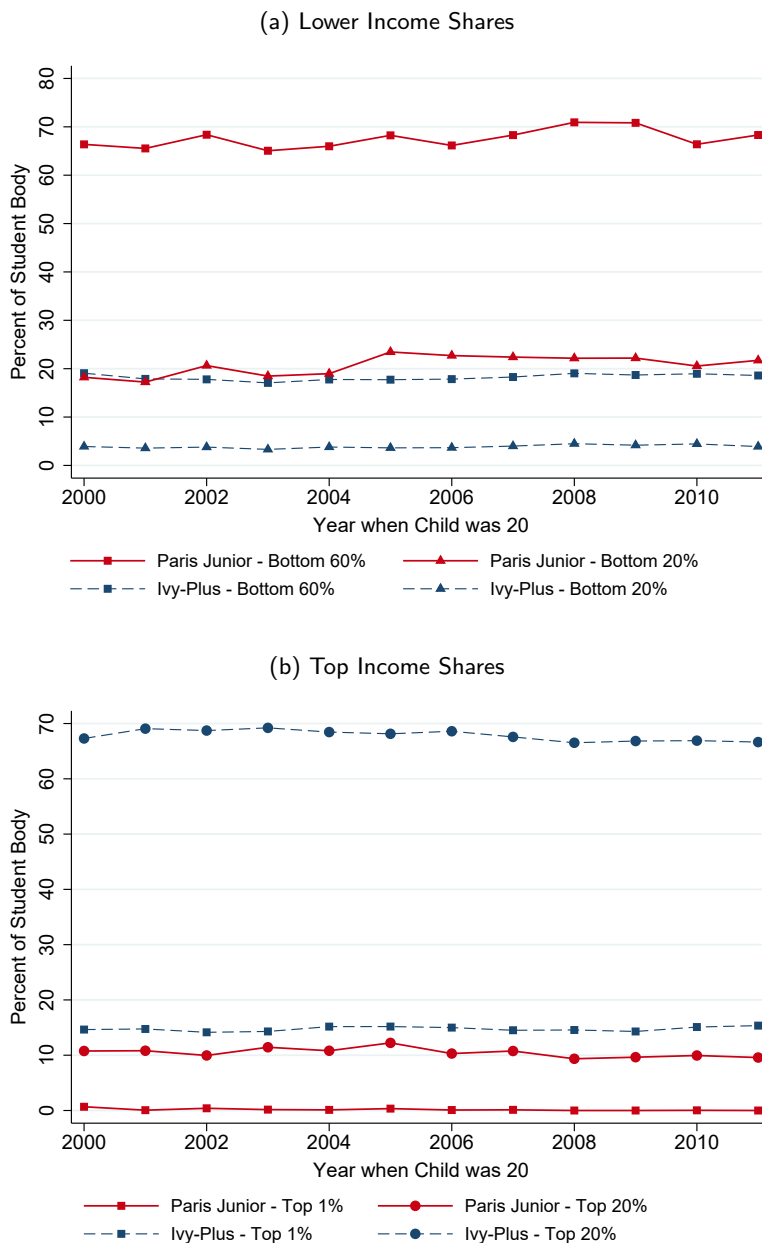 (a) Lower Income Shares
Percent of Student Body
80
70
60
50
40
30
20
10
0
2000 2002 2004 2006 2008 2010
Year when Child was 20
Paris Junior - Bottom 60% Paris Junior - Bottom 20%
Ivy-Plus - Bottom 60% Ivy-Plus - Bottom 20%
(b) Top Income Shares
Percent of Student Body
70
60
50
40
30
20
10
0
2000 2002 2004 2006 2008 2010
Year when Child was 20
Paris Junior - Top 1% Paris Junior - Top 20%
Ivy-Plus - Top 1% Ivy-Plus - Top 20%